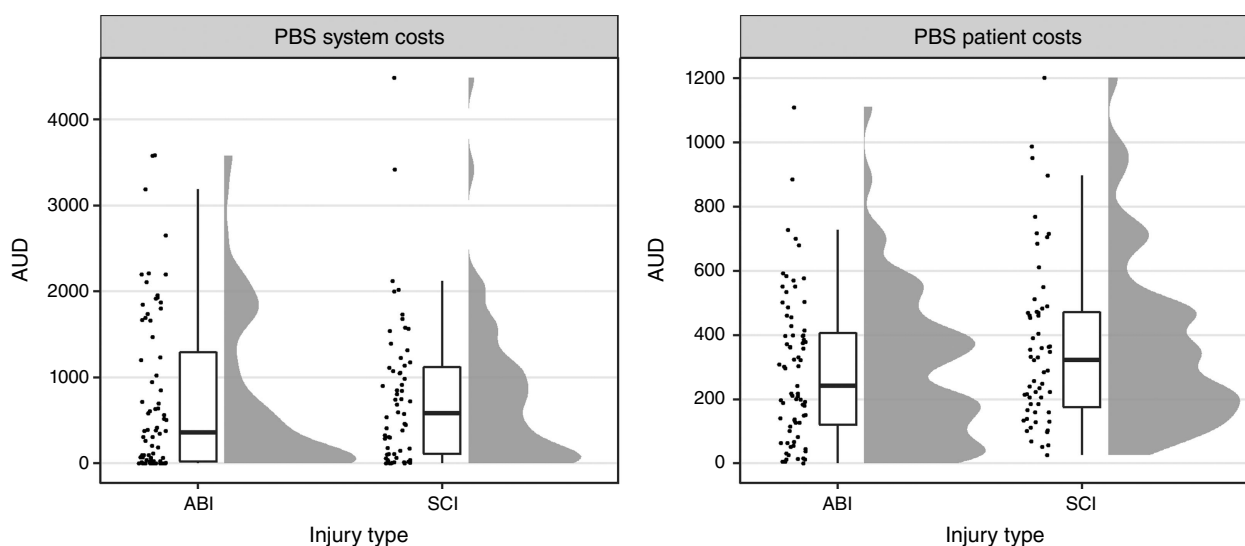 PBS system costs
4000
3000
2000
1000
0
AUD
ABI
SCI
Injury type
PBS patient costs
1200
1000
800
600
400
200
0
AUD
ABI
SCI
Injury type